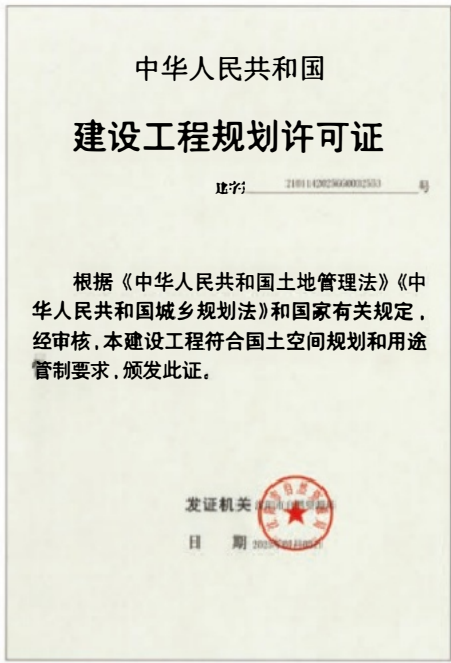 中华人民共和国
建设工程规划许可证
建字 号
根据《中华人民共和国土地管理法》《中
华人民共和国城乡规划法》和国家有关规定，
经审核，本建设工程符合国土空间规划和用途
管制要求，颁发此证。
发证机关
日 期